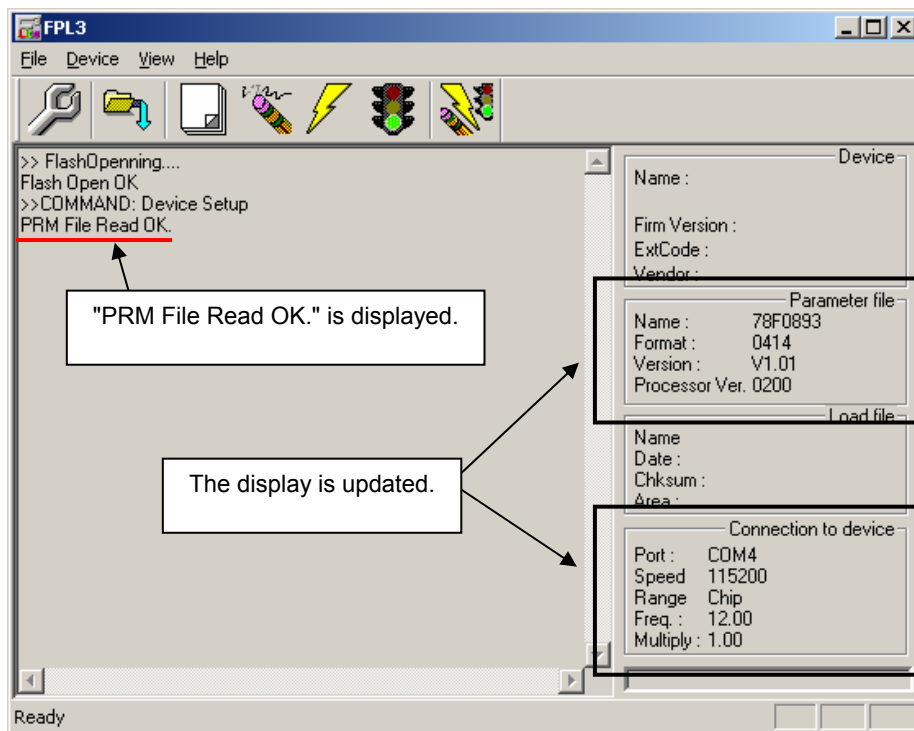 FPL3
File Device View Help
>> FlashOpenning....
Flash Open OK
>>COMMAND: Device Setup
PRM File Read OK.
"PRM File Read OK." is displayed.
The display is updated.
Device
Name :
Firm Version :
ExtCode :
Vendor :
Parameter file
Name : 78F0893
Format : 0414
Version : V1.01
Processor Ver. 0200
Load file
Name
Date :
Chksum :
Area :
Connection to device
Port : COM4
Speed 115200
Range Chip
Freq. : 12.00
Multiply : 1.00
Ready